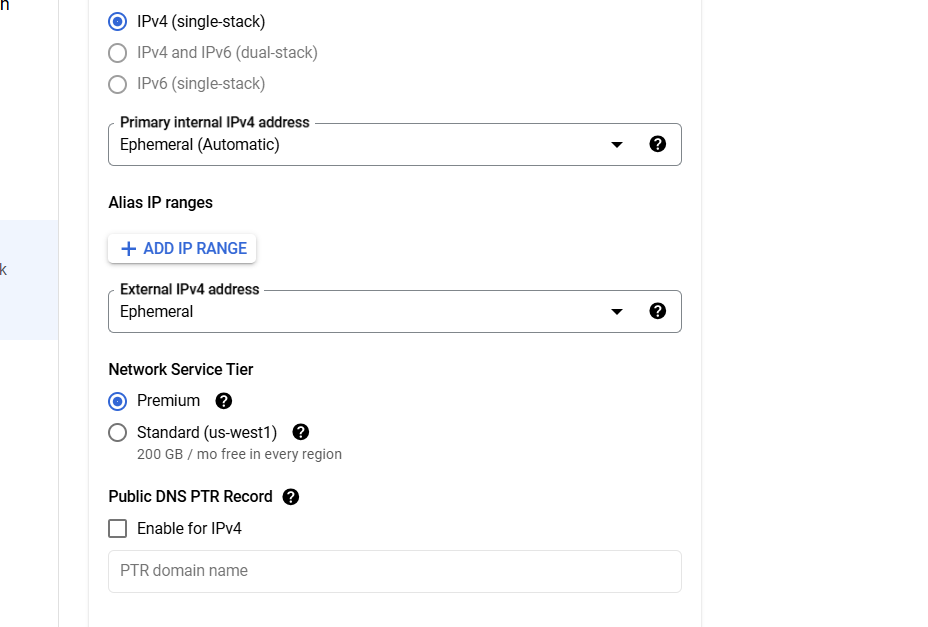 n
IPv4 (single-stack)
IPv4 and IPv6 (dual-stack)
IPv6 (single-stack)
Primary internal IPv4 address
Ephemeral (Automatic)
Alias IP ranges
ADD IP RANGE
k
External IPv4 address
Ephemeral
Network Service Tier
Premium
Standard (us-west1)
200 GB / mo free in every region
Public DNS PTR Record
Enable for IPv4
PTR domain name